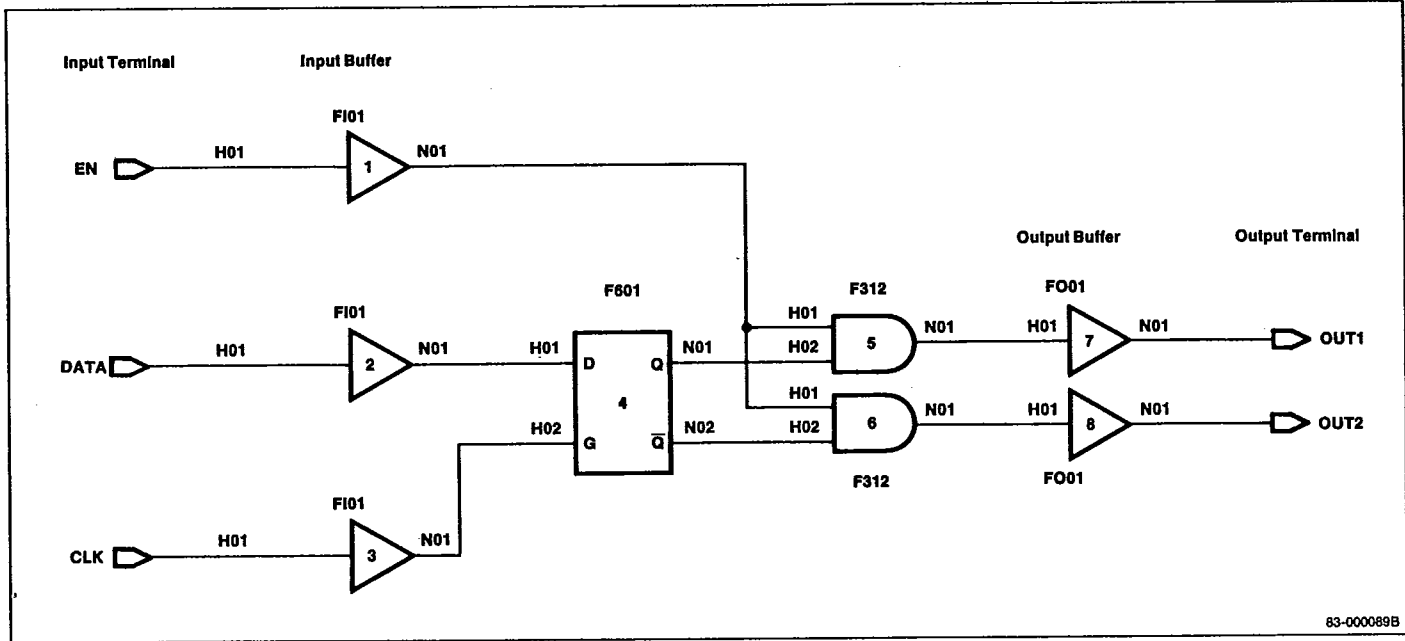 Input Terminal Input Buffer
FI01
EN H01 1 N01
Output Buffer Output Terminal
F601 F312 FO01
FI01
H01 5 N01 H01 7 N01 OUT1
DATA H01 2 N01 H01 D Q N01 H02
4
H01
H02 G Q̅ N02 H02 6 N01 H01 8 N01 OUT2
F312 FO01
FI01
CLK H01 3 N01
83-000089B